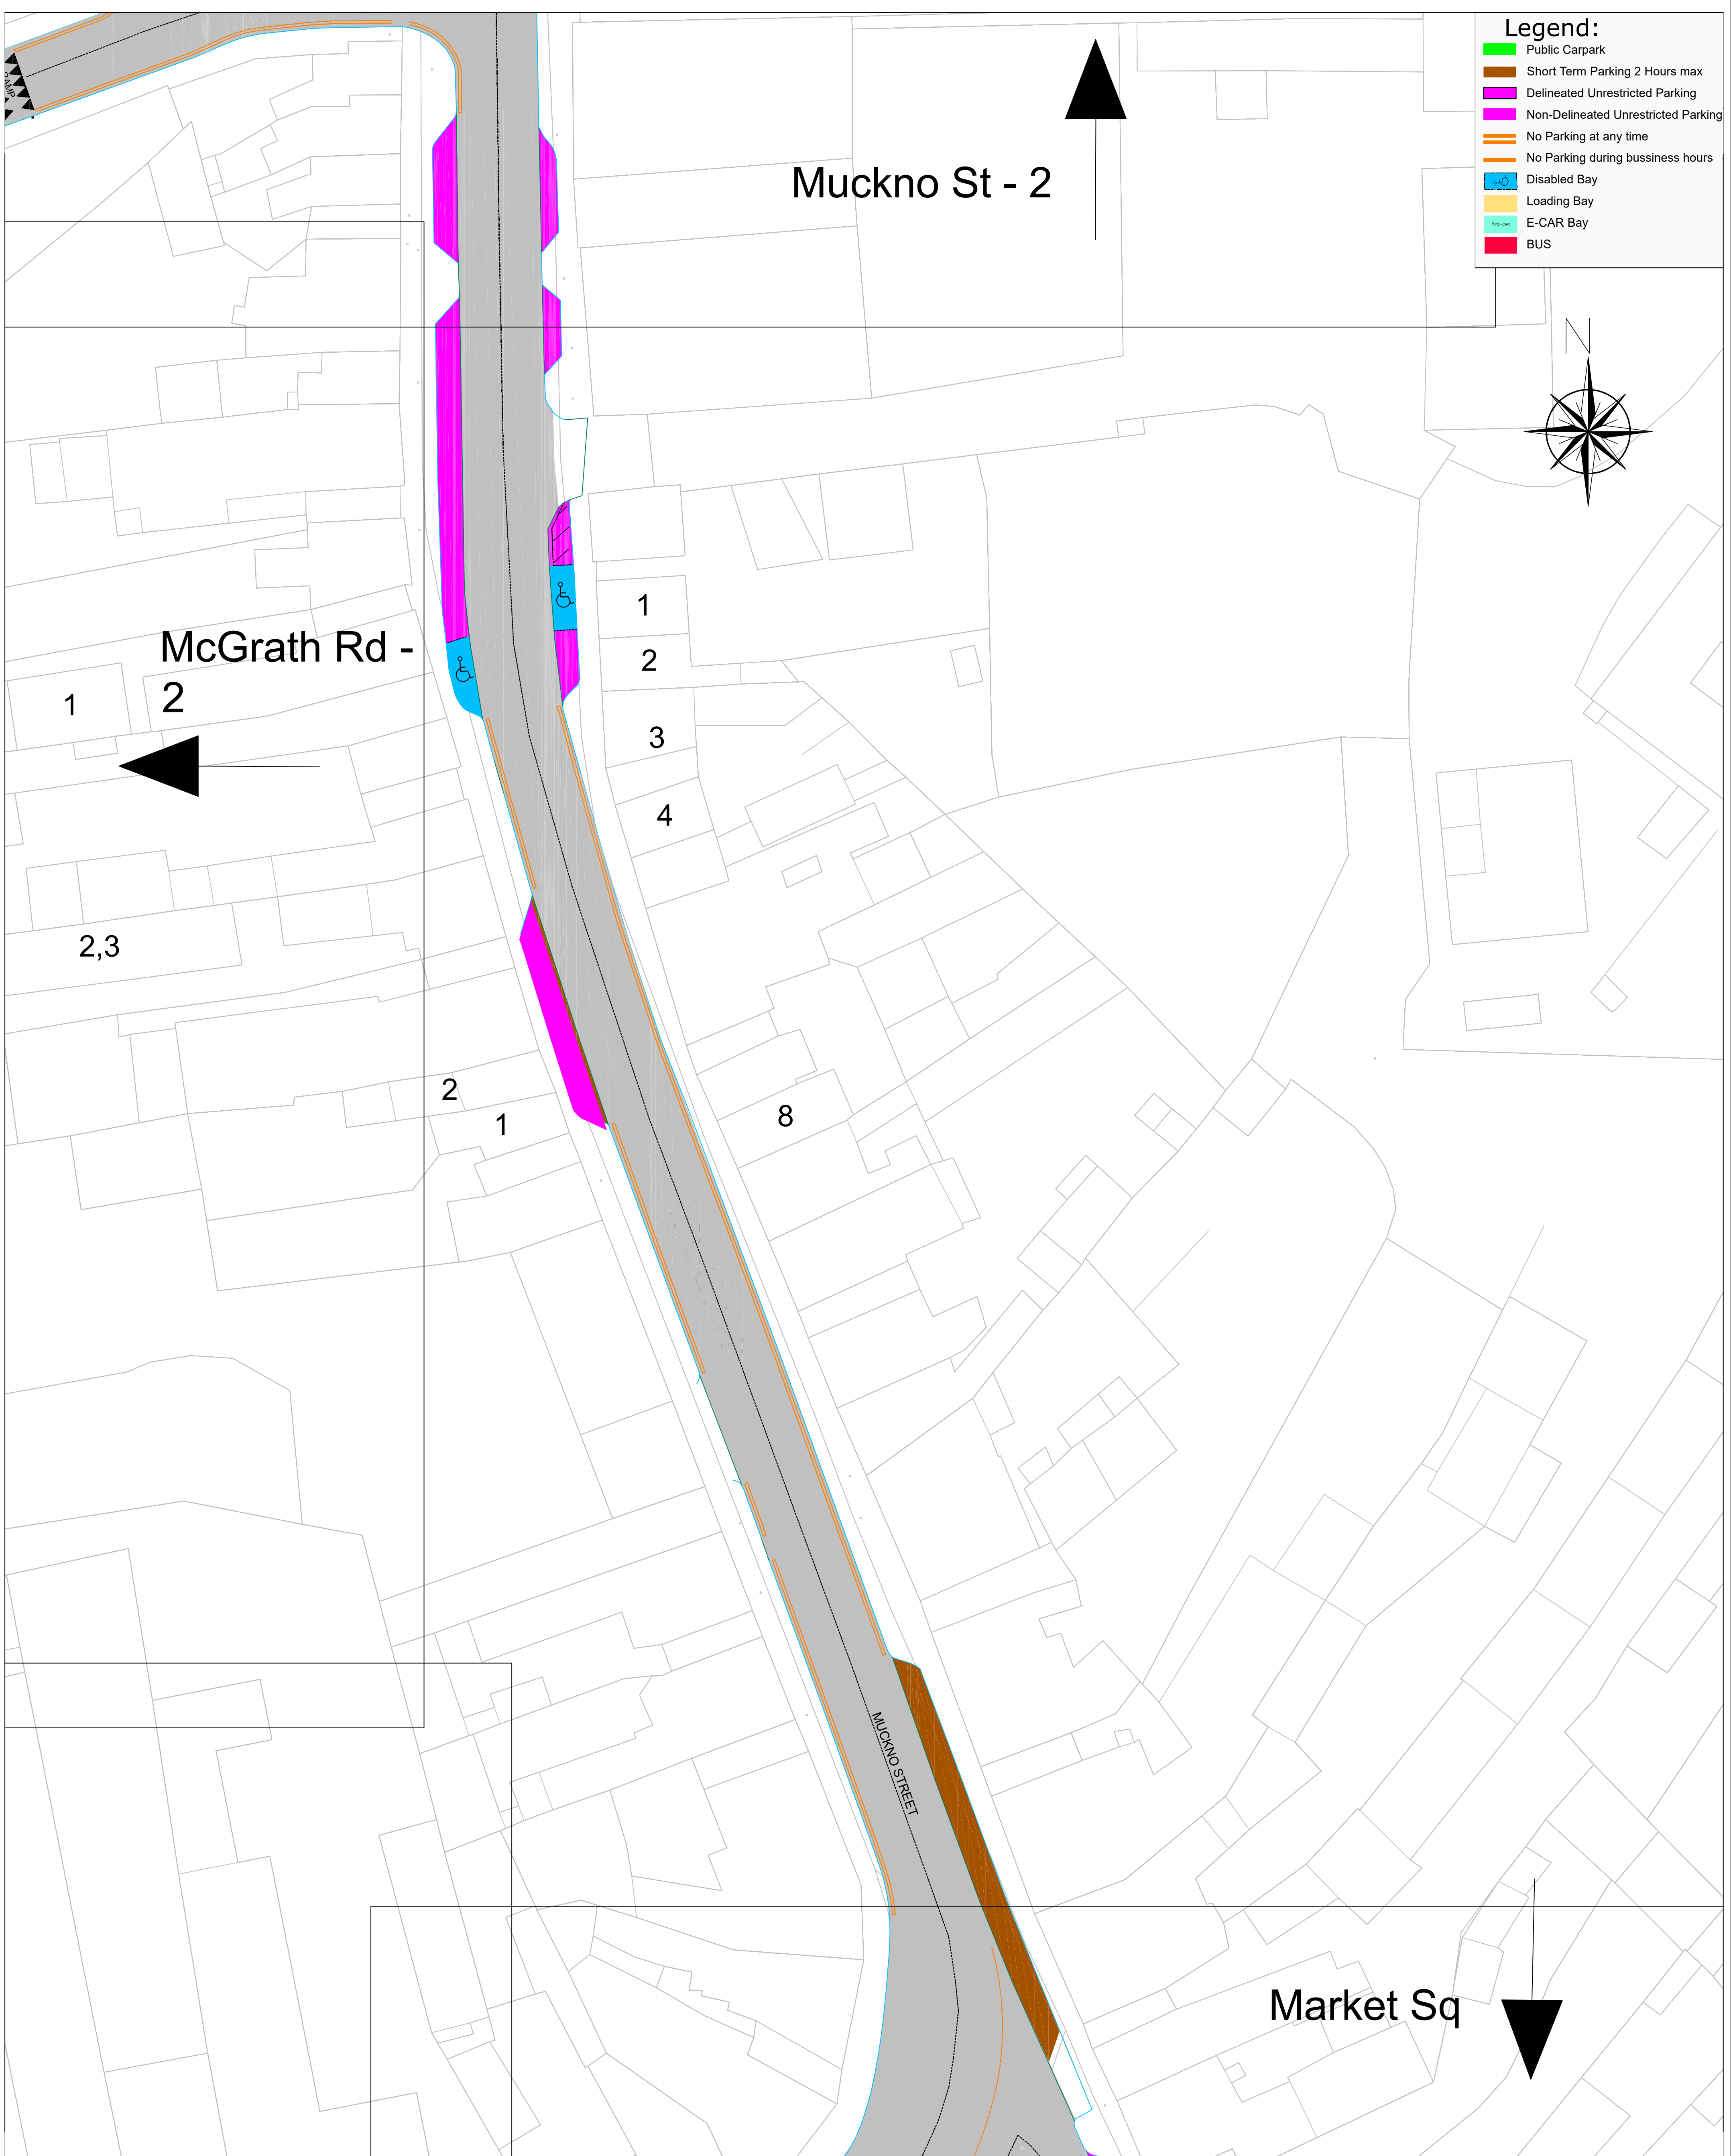 Legend:
Public Carpark
Short Term Parking 2 Hours max
Delineated Unrestricted Parking
Non-Delineated Unrestricted Parking
No Parking at any time
No Parking during bussiness hours
Disabled Bay
Loading Bay
E-CAR Bay
BUS
RAMP
Muckno St - 2
N
McGrath Rd -
2
1
2,3
1
2
3
4
2
1
8
MUCKNO STREET
Market Sq